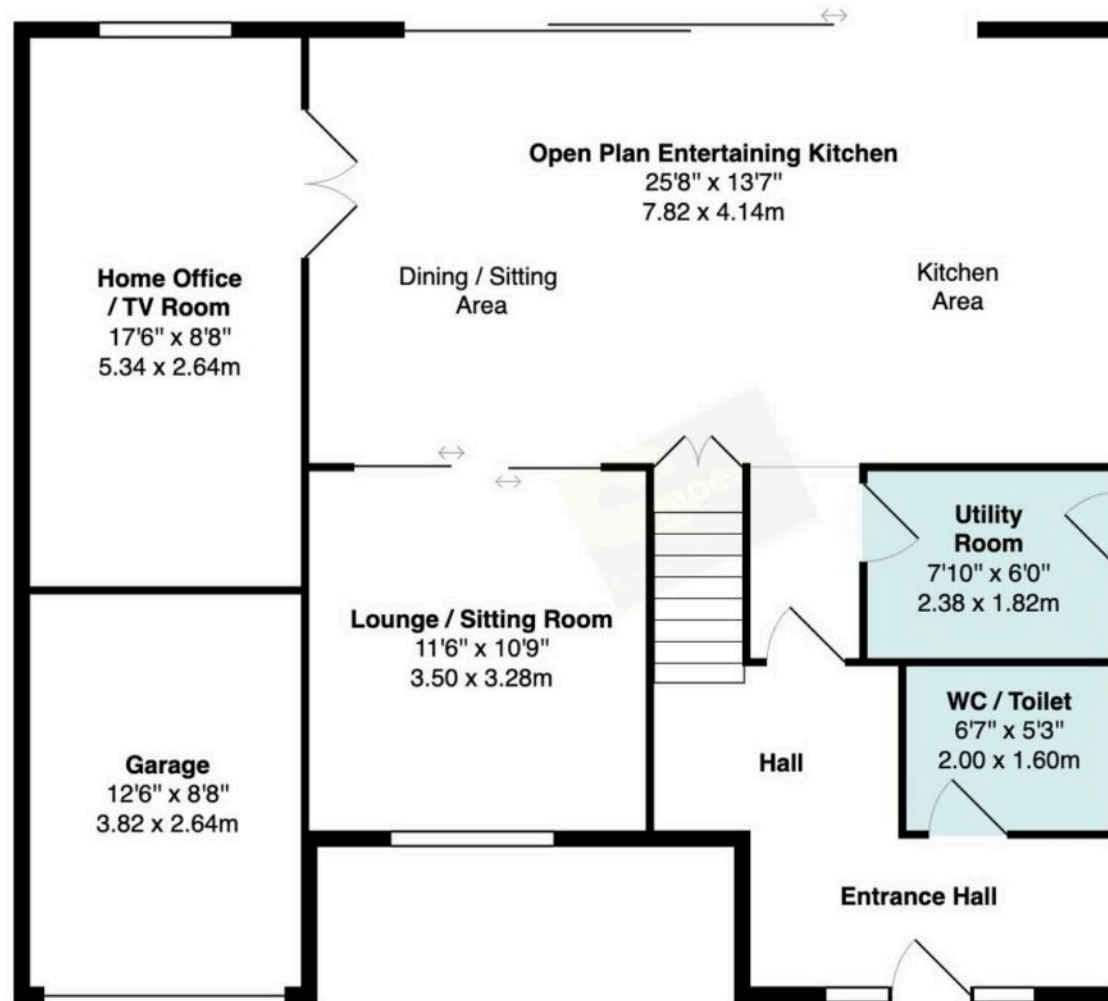 Open Plan Entertaining Kitchen
25'8" x 13'7"
7.82 x 4.14m
Home Office
/ TV Room
17'6" x 8'8"
5.34 x 2.64m
Dining / Sitting
Area
Kitchen
Area
Utility
Room
7'10" x 6'0"
2.38 x 1.82m
Lounge / Sitting Room
11'6" x 10'9"
3.50 x 3.28m
WC / Toilet
6'7" x 5'3"
2.00 x 1.60m
Garage
12'6" x 8'8"
3.82 x 2.64m
Hall
Entrance Hall